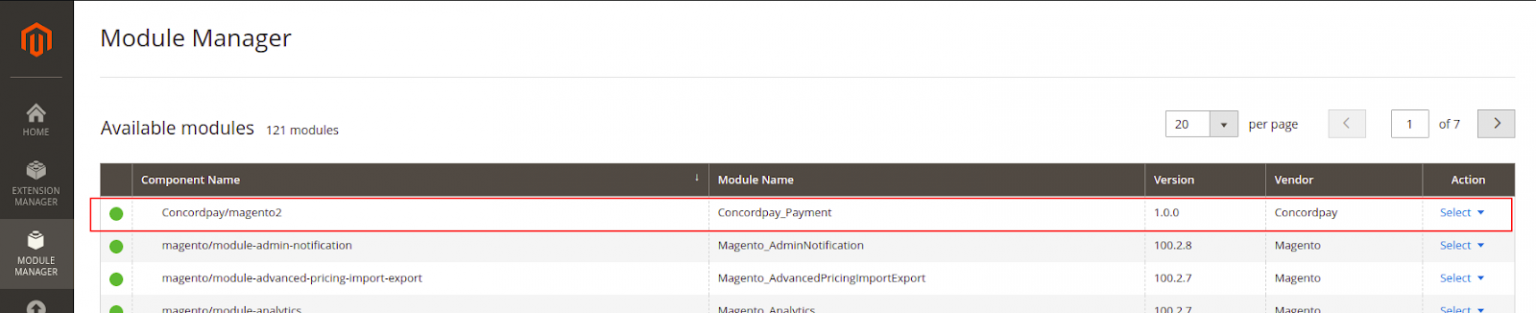 Module Manager
HOME
EXTENSION
MANAGER
MODULE
MANAGER
Available modules 121 modules
20 per page 1 of 7
Component Name ↓ Module Name Version Vendor Action
Concordpay/magento2 Concordpay_Payment 1.0.0 Concordpay Select
magento/module-admin-notification Magento_AdminNotification 100.2.8 Magento Select
magento/module-advanced-pricing-import-export Magento_AdvancedPricingImportExport 100.2.7 Magento Select
magento/module-analytics Magento_Analytics 100.2.7 Magento Select